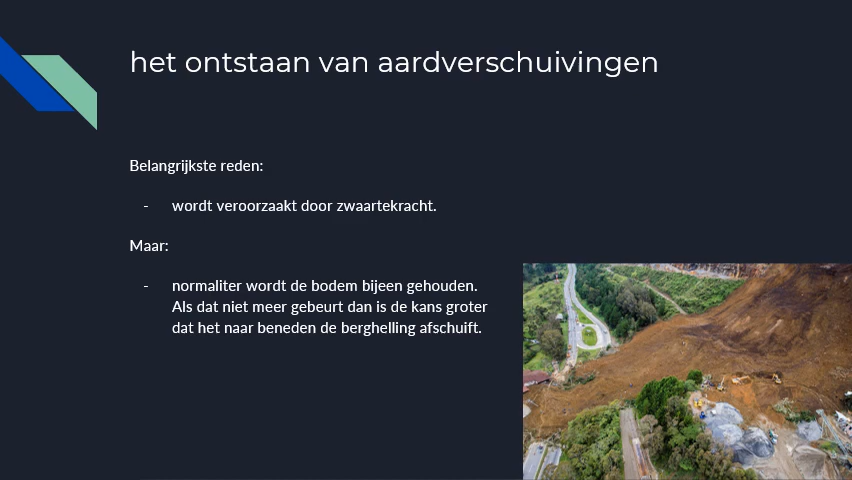 het ontstaan van aardverschuivingen
Belangrijkste reden:
- wordt veroorzaakt door zwaartekracht.
Maar:
- normaliter wordt de bodem bijeen gehouden.
Als dat niet meer gebeurt dan is de kans groter
dat het naar beneden de berghelling afschuift.